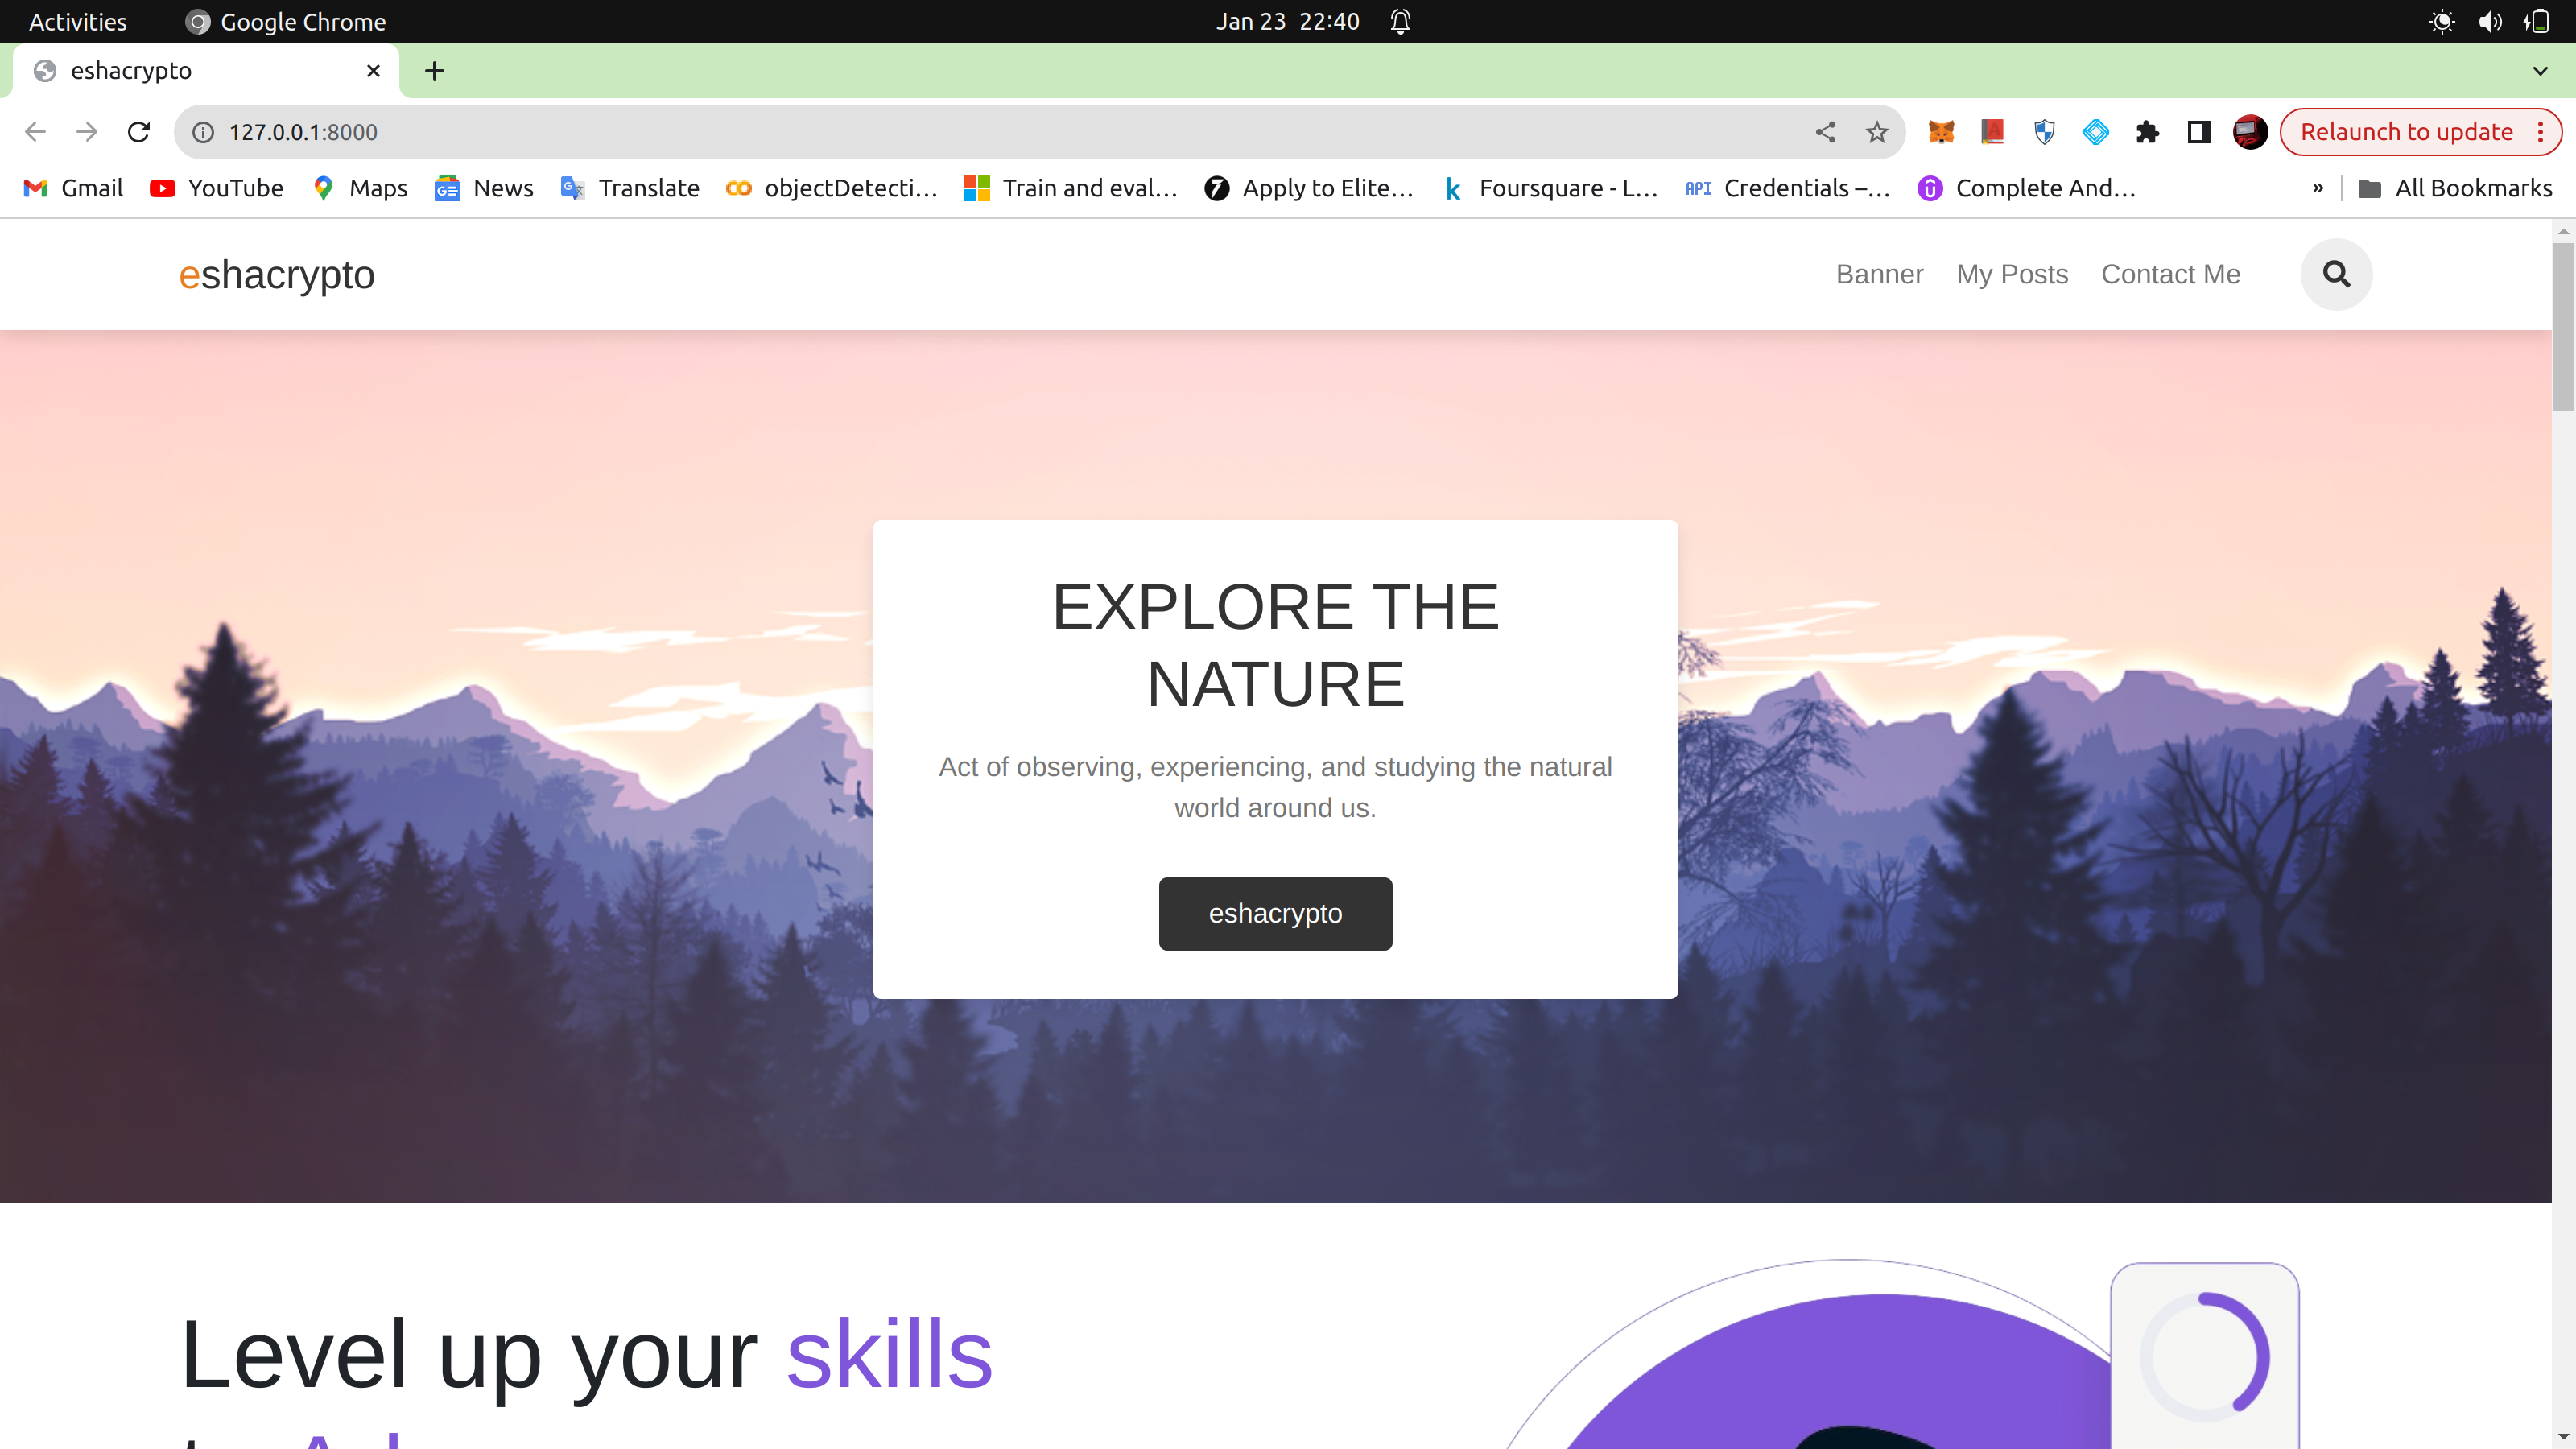 Activities Google Chrome Jan 23 22:40
eshacrypto
127.0.0.1:8000 Relaunch to update
Gmail YouTube Maps News Translate objectDetecti… Train and eval… Apply to Elite… Foursquare - L… API Credentials –… Complete And… » All Bookmarks
eshacrypto Banner My Posts Contact Me
EXPLORE THE
NATURE
Act of observing, experiencing, and studying the natural
world around us.
eshacrypto
Level up your skills